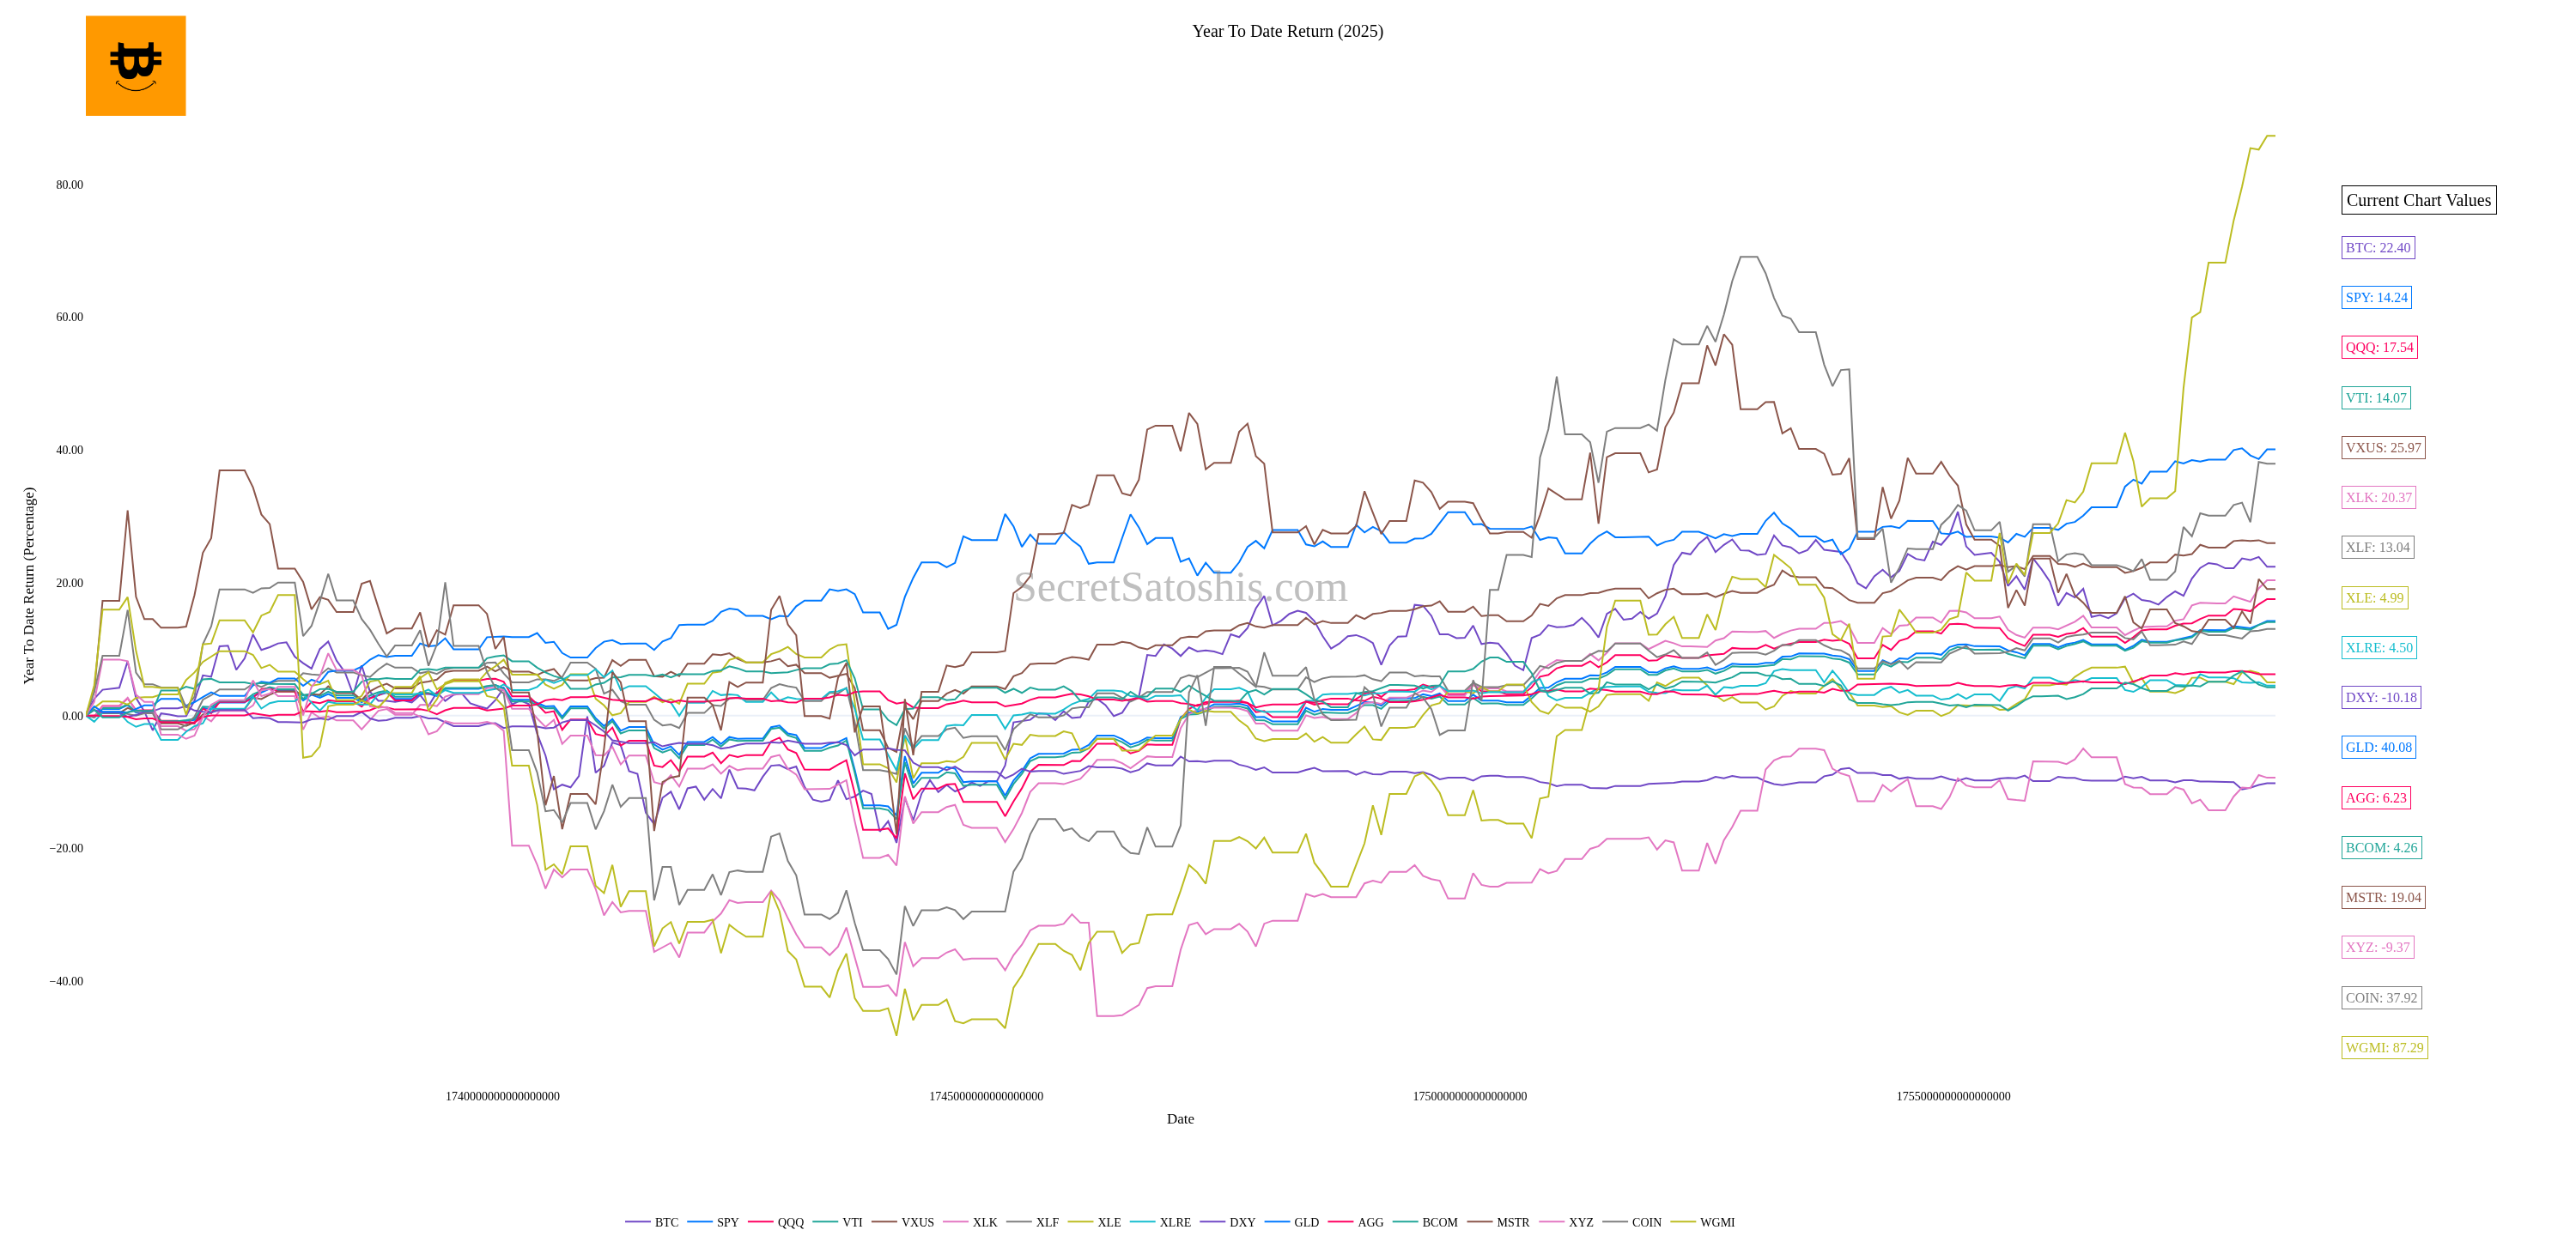 Year To Date Return (2025)
80.00
60.00
40.00
20.00
0.00
−20.00
−40.00
Year To Date Return (Percentage)
SecretSatoshis.com
Current Chart Values
BTC: 22.40
SPY: 14.24
QQQ: 17.54
VTI: 14.07
VXUS: 25.97
XLK: 20.37
XLF: 13.04
XLE: 4.99
XLRE: 4.50
DXY: -10.18
GLD: 40.08
AGG: 6.23
BCOM: 4.26
MSTR: 19.04
XYZ: -9.37
COIN: 37.92
WGMI: 87.29
1740000000000000000 1745000000000000000 1750000000000000000 1755000000000000000
Date
BTC SPY QQQ VTI VXUS XLK XLF XLE XLRE DXY GLD AGG BCOM MSTR XYZ COIN WGMI